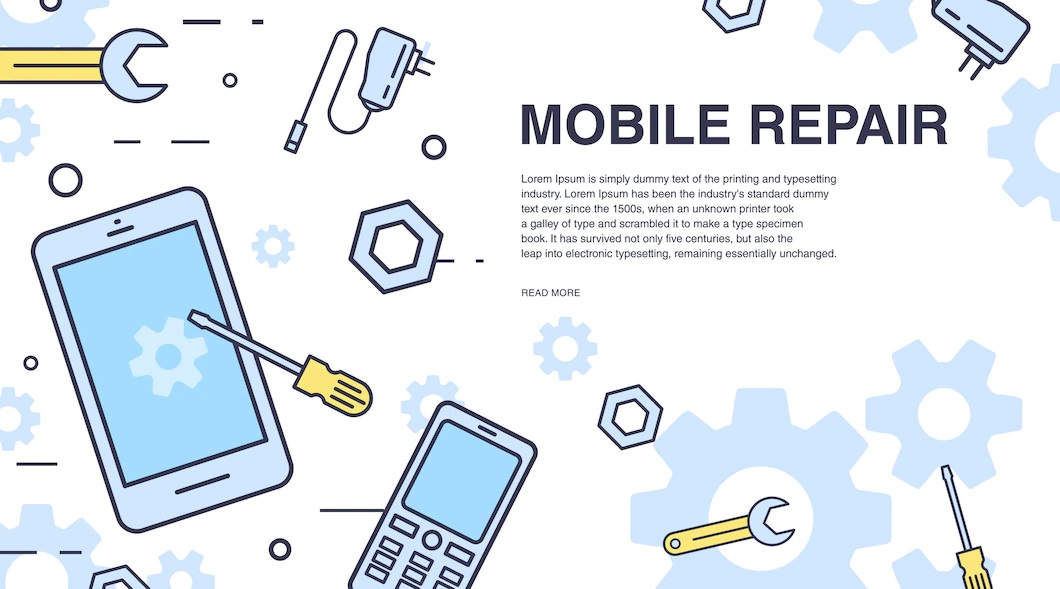 MOBILE REPAIR
Lorem Ipsum is simply dummy text of the printing and typesetting
industry. Lorem Ipsum has been the industry's standard dummy
text ever since the 1500s, when an unknown printer took
a galley of type and scrambled it to make a type specimen
book. It has survived not only five centuries, but also the
leap into electronic typesetting, remaining essentially unchanged.
READ MORE